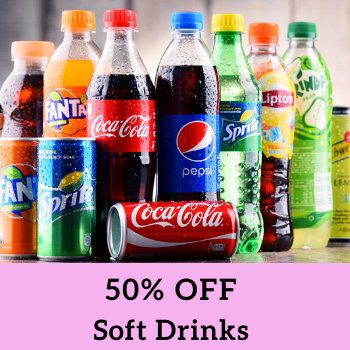 FANTA
Coca-Cola
pepsi
Sprite
Lipton
FANTA
Sprite
Coca-Cola
50% OFF
Soft Drinks